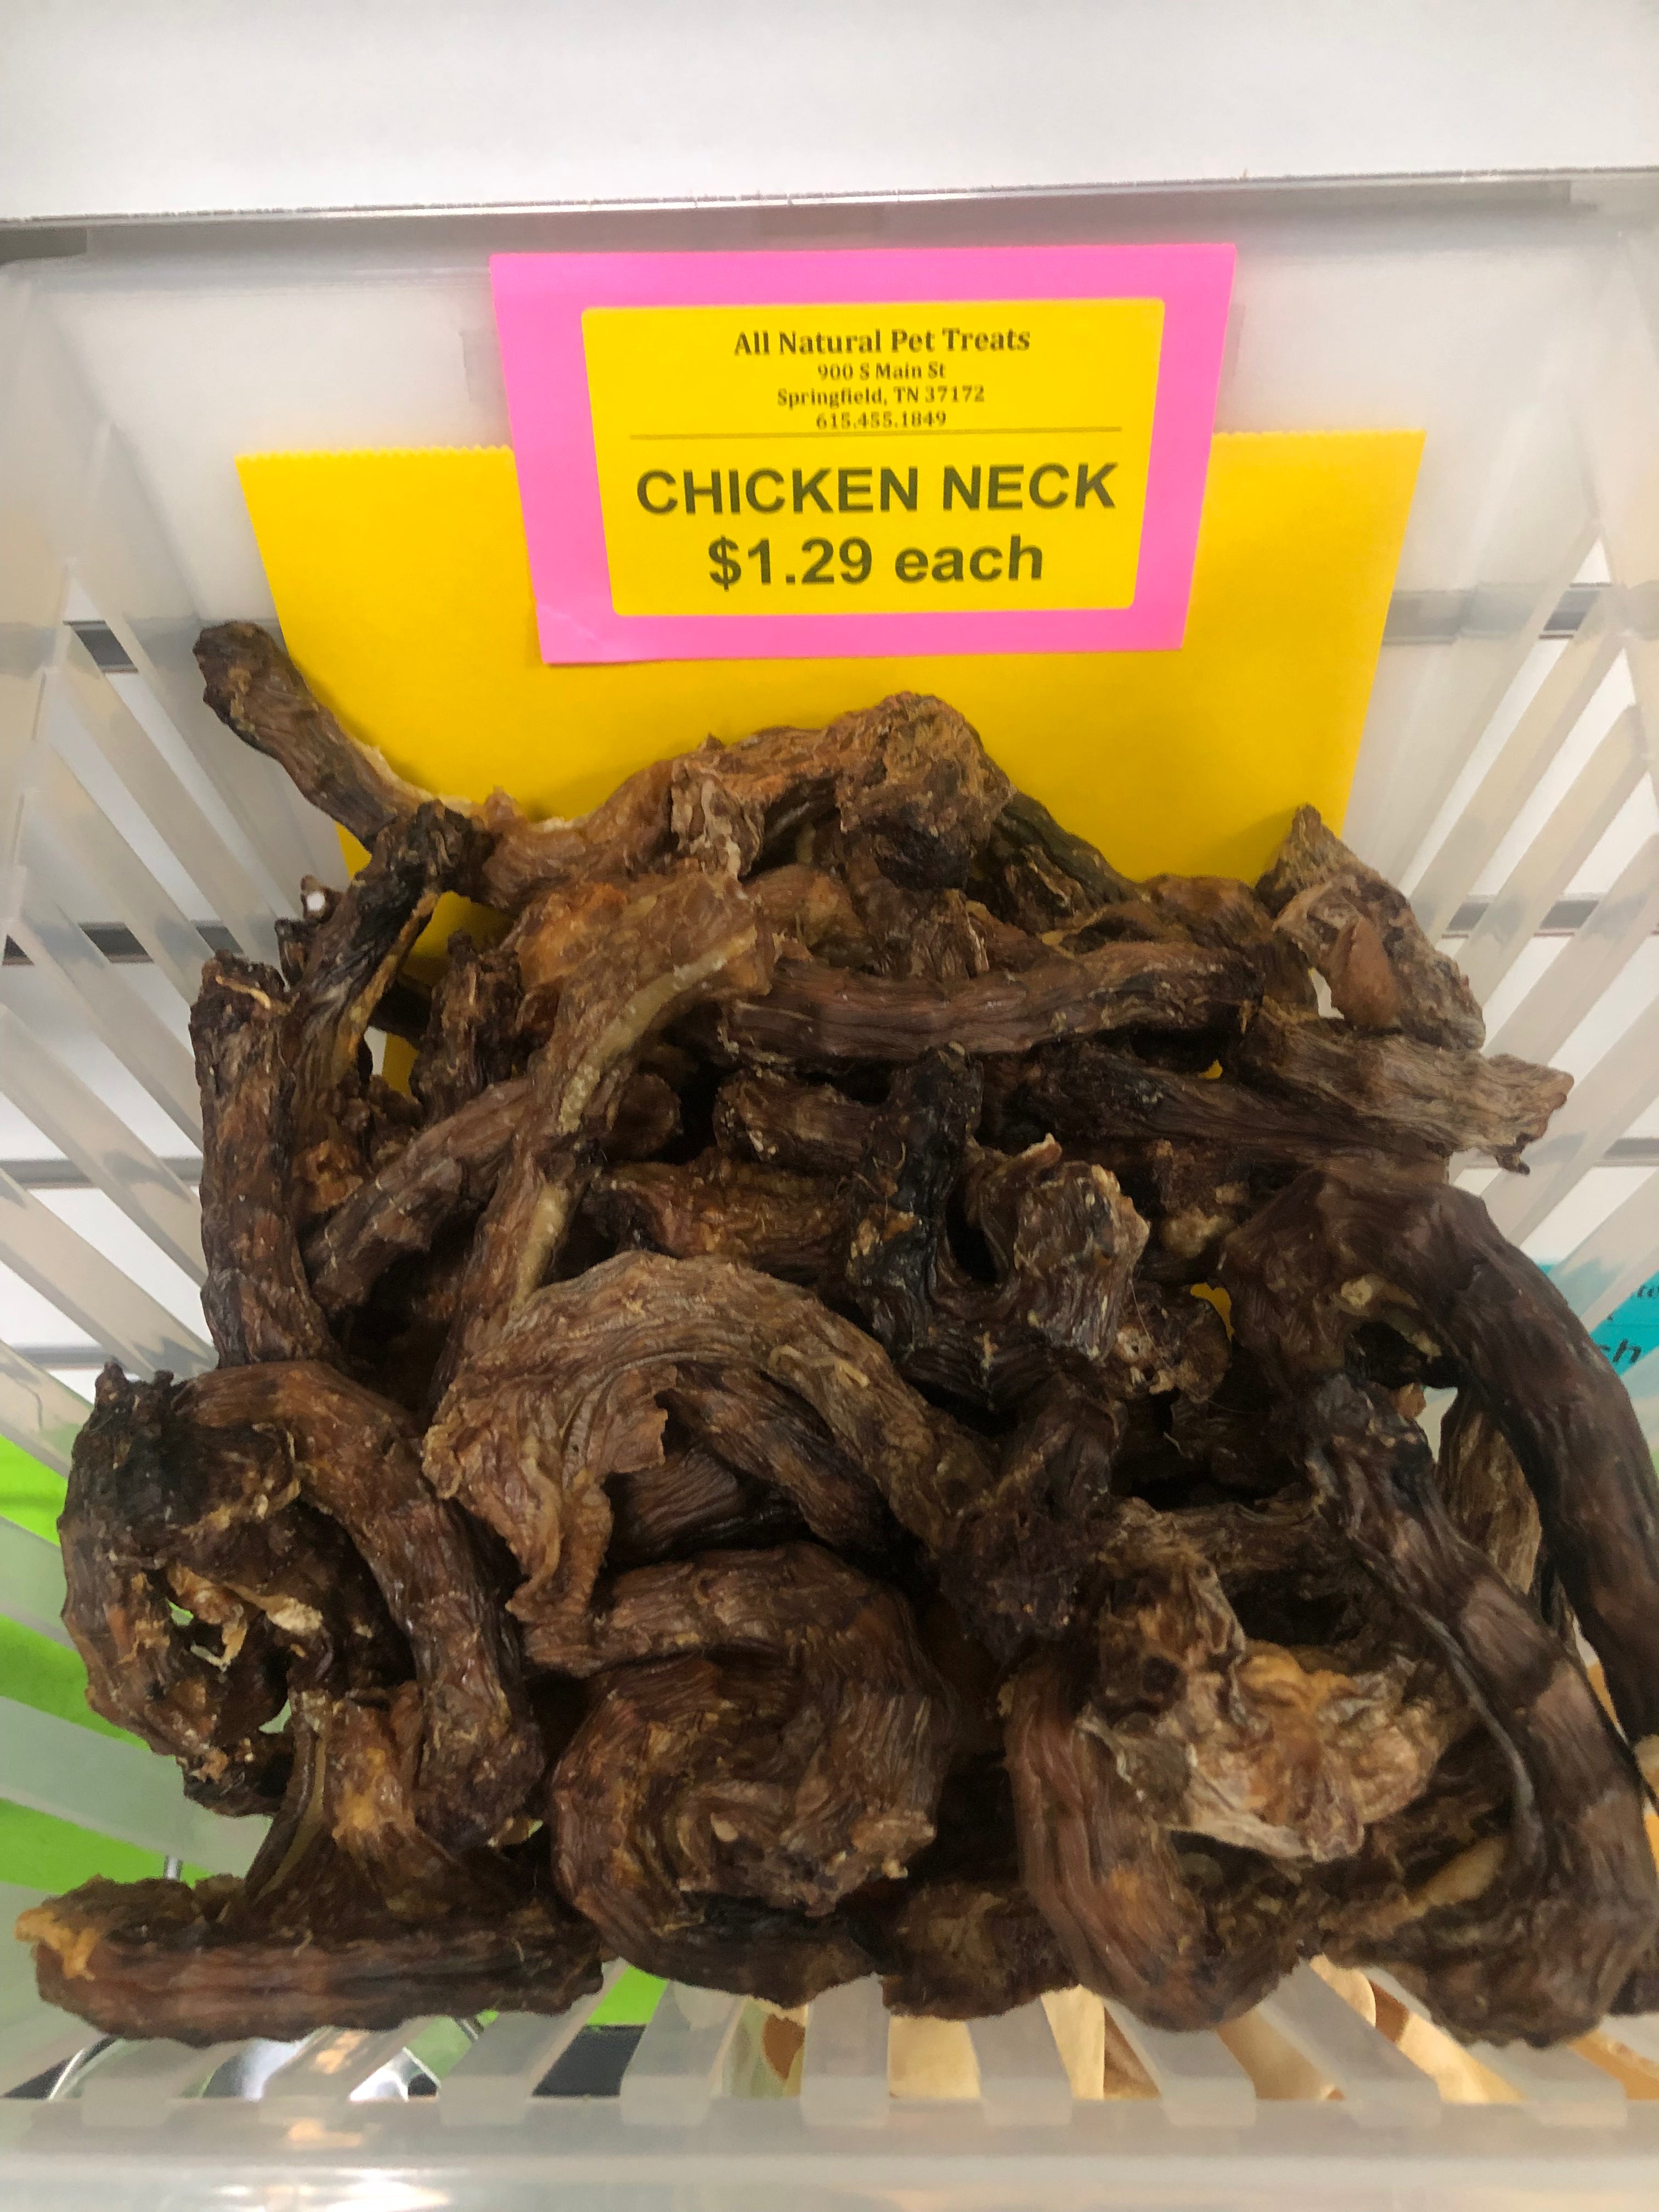 All Natural Pet Treats
900 S Main St
Springfield, TN 37172
615.455.1849
CHICKEN NECK
$1.29 each